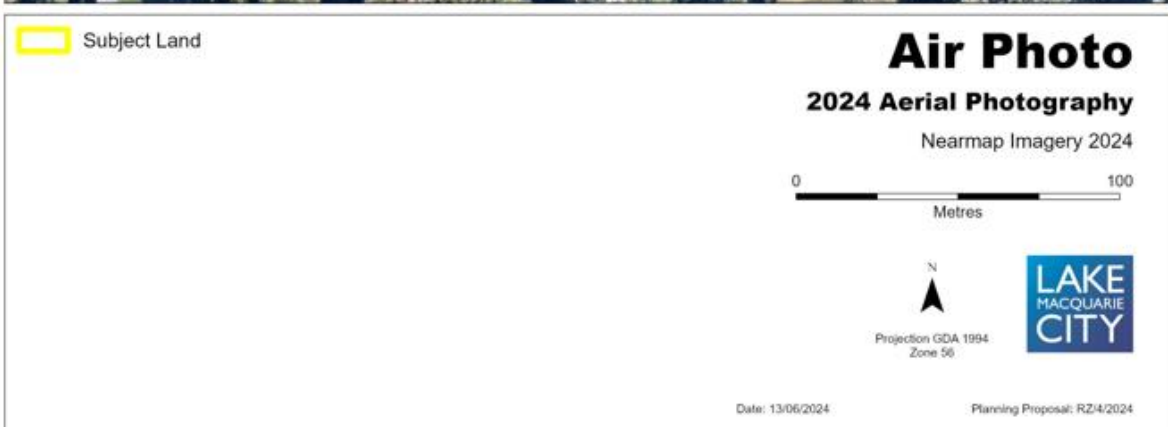 Subject Land
Air Photo
2024 Aerial Photography
Nearmap Imagery 2024
0 100
Metres
N
Projection GDA 1994
Zone 56
LAKE
MACQUARIE
CITY
Date: 13/06/2024 Planning Proposal: RZ/4/2024